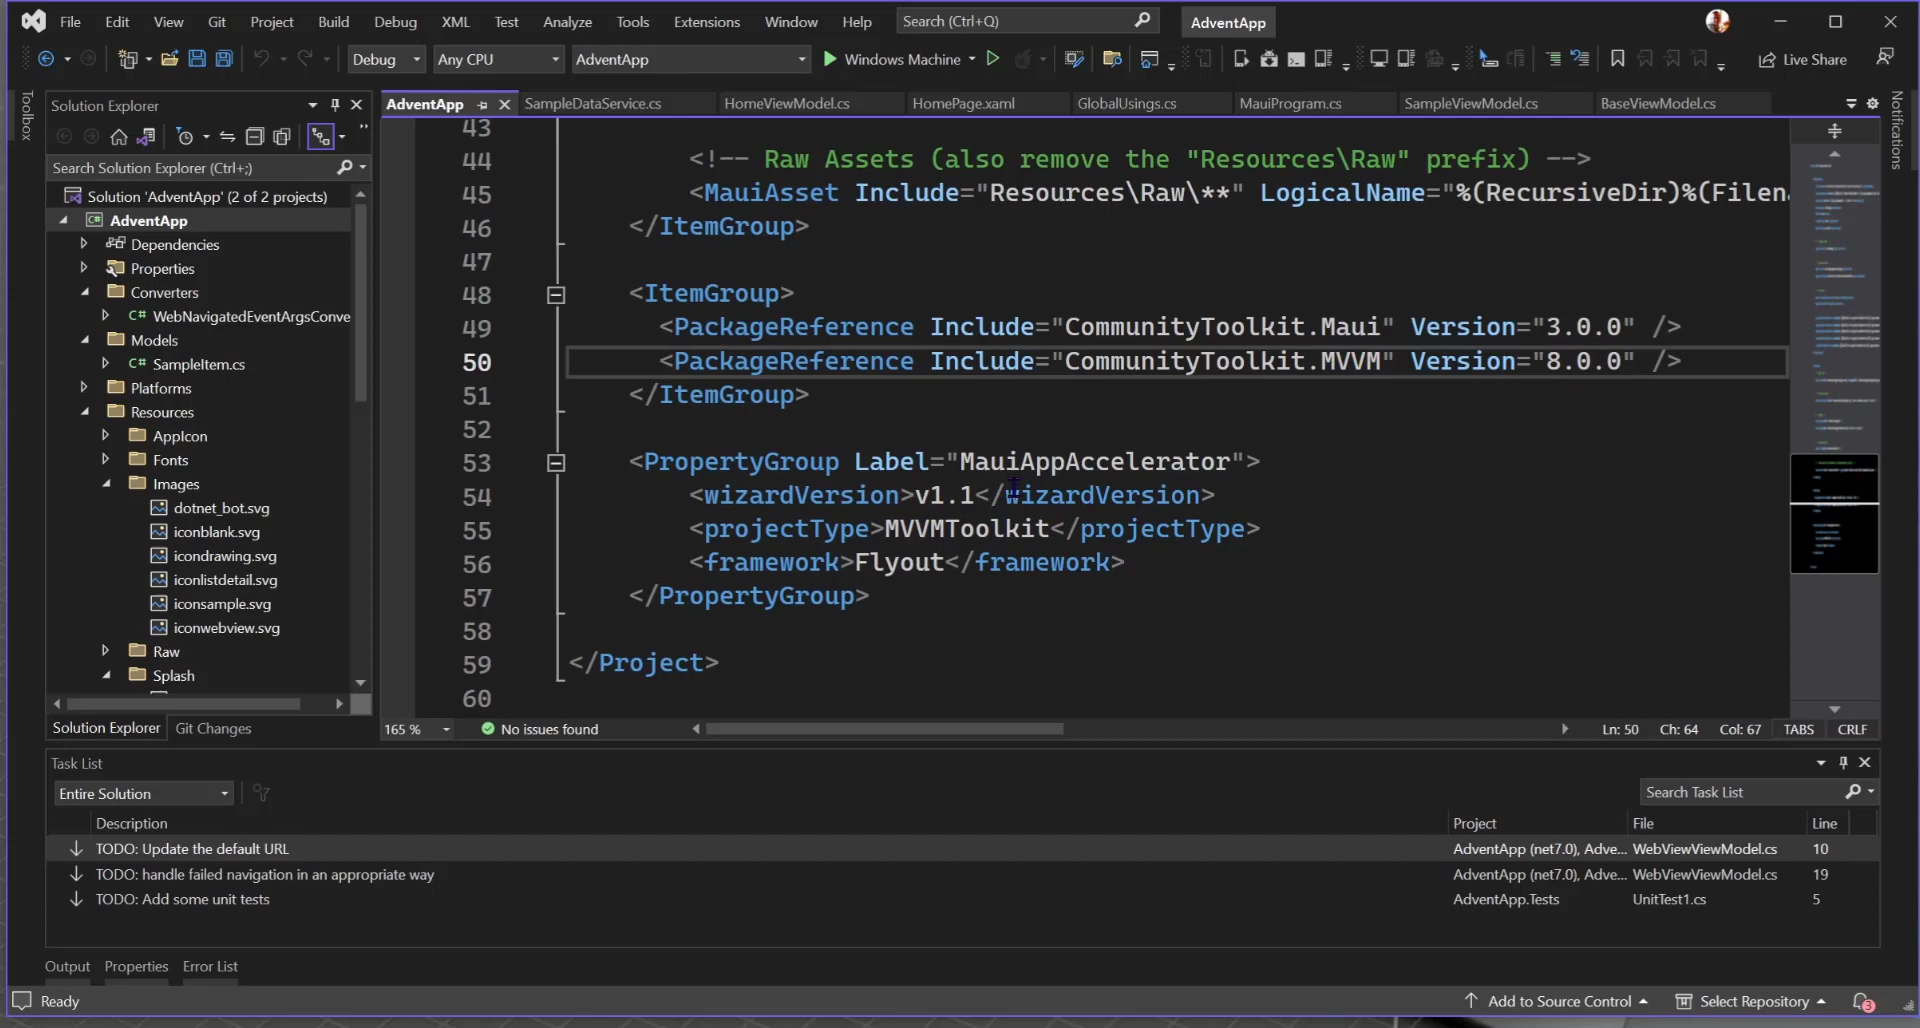 File Edit View Git Project Build Debug XML Test Analyze Tools Extensions Window Help Search (Ctrl+Q) AdventApp
Debug Any CPU AdventApp Windows Machine Live Share
Toolbox
Solution Explorer
Search Solution Explorer (Ctrl+;)
Solution 'AdventApp' (2 of 2 projects)
C# AdventApp
Dependencies
Properties
Converters
C# WebNavigatedEventArgsConve
Models
C# SampleItem.cs
Platforms
Resources
AppIcon
Fonts
Images
dotnet_bot.svg
iconblank.svg
icondrawing.svg
iconlistdetail.svg
iconsample.svg
iconwebview.svg
Raw
Splash
Solution Explorer Git Changes
AdventApp SampleDataService.cs HomeViewModel.cs HomePage.xaml GlobalUsings.cs MauiProgram.cs SampleViewModel.cs BaseViewModel.cs
Notifications
43
44 <!-- Raw Assets (also remove the "Resources\Raw" prefix) -->
45 <MauiAsset Include="Resources\Raw\**" LogicalName="%(RecursiveDir)%(Filena
46 </ItemGroup>
47
48 <ItemGroup>
49 <PackageReference Include="CommunityToolkit.Maui" Version="3.0.0" />
50 <PackageReference Include="CommunityToolkit.MVVM" Version="8.0.0" />
51 </ItemGroup>
52
53 <PropertyGroup Label="MauiAppAccelerator">
54 <wizardVersion>v1.1</wizardVersion>
55 <projectType>MVVMToolkit</projectType>
56 <framework>Flyout</framework>
57 </PropertyGroup>
58
59 </Project>
60
165 % No issues found Ln: 50 Ch: 64 Col: 67 TABS CRLF
Task List
Entire Solution Search Task List
Description Project File Line
TODO: Update the default URL AdventApp (net7.0), Adve... WebViewViewModel.cs 10
TODO: handle failed navigation in an appropriate way AdventApp (net7.0), Adve... WebViewViewModel.cs 19
TODO: Add some unit tests AdventApp.Tests UnitTest1.cs 5
Output Properties Error List
Ready Add to Source Control Select Repository 3